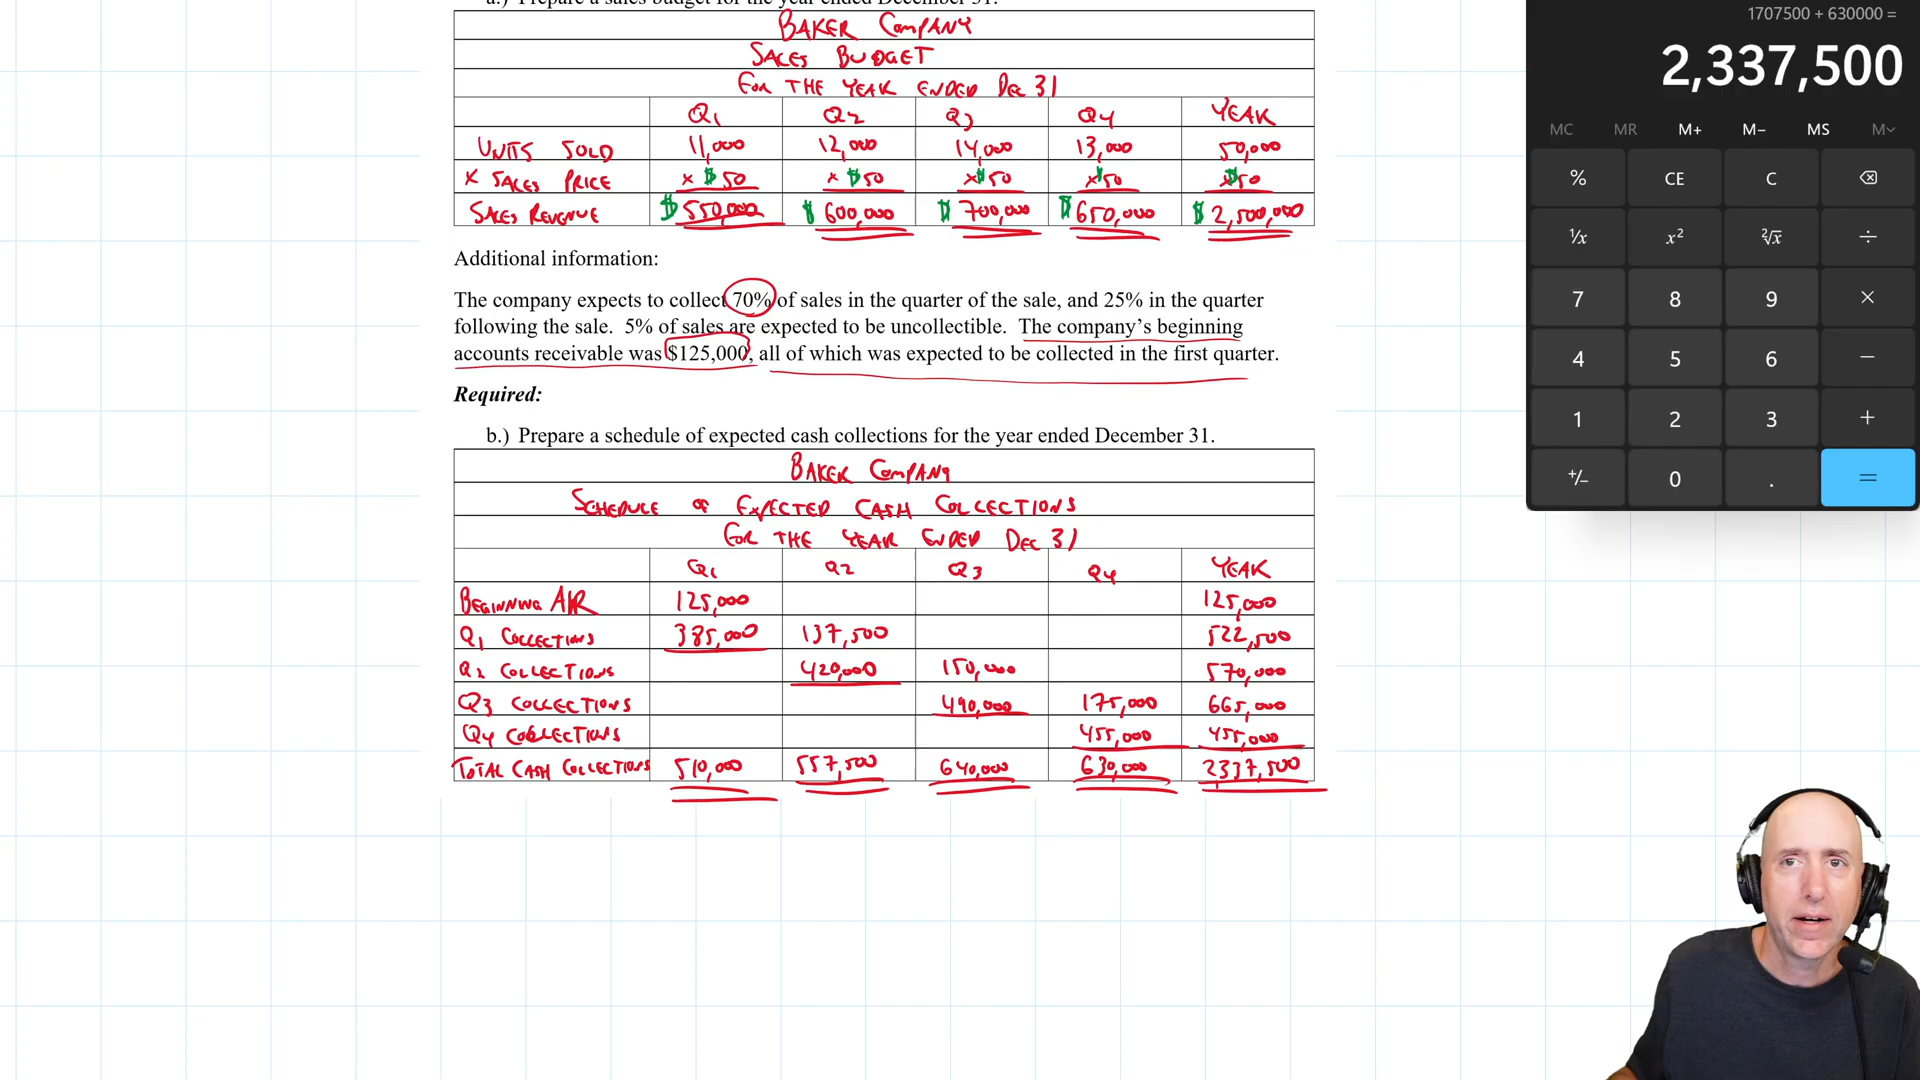 a.) Prepare a sales budget for the year ended December 31.
BAKER COMPANY
SALES BUDGET
FOR THE YEAR ENDED DEC 31
Q1 Q2 Q3 Q4 YEAR
UNITS SOLD 11,000 12,000 14,000 13,000 50,000
x SALES PRICE x $50 x $50 x $50 x $50 x $50
SALES REVENUE $550,000 $600,000 $700,000 $650,000 $2,500,000
Additional information:
The company expects to collect 70% of sales in the quarter of the sale, and 25% in the quarter
following the sale. 5% of sales are expected to be uncollectible. The company's beginning
accounts receivable was $125,000, all of which was expected to be collected in the first quarter.
Required:
b.) Prepare a schedule of expected cash collections for the year ended December 31.
BAKER COMPANY
SCHEDULE OF EXPECTED CASH COLLECTIONS
FOR THE YEAR ENDED DEC 31
Q1 Q2 Q3 Q4 YEAR
BEGINNING A/R 125,000 125,000
Q1 COLLECTIONS 385,000 137,500 522,500
Q2 COLLECTIONS 420,000 150,000 570,000
Q3 COLLECTIONS 490,000 175,000 665,000
Q4 COLLECTIONS 455,000 455,000
TOTAL CASH COLLECTIONS 510,000 557,500 640,000 630,000 2,337,500
1707500 + 630000 =
2,337,500
MC MR M+ M− MS M˅
% CE C ⌫
¹/x x² ²√x ÷
7 8 9 ×
4 5 6 −
1 2 3 +
+/− 0 . =